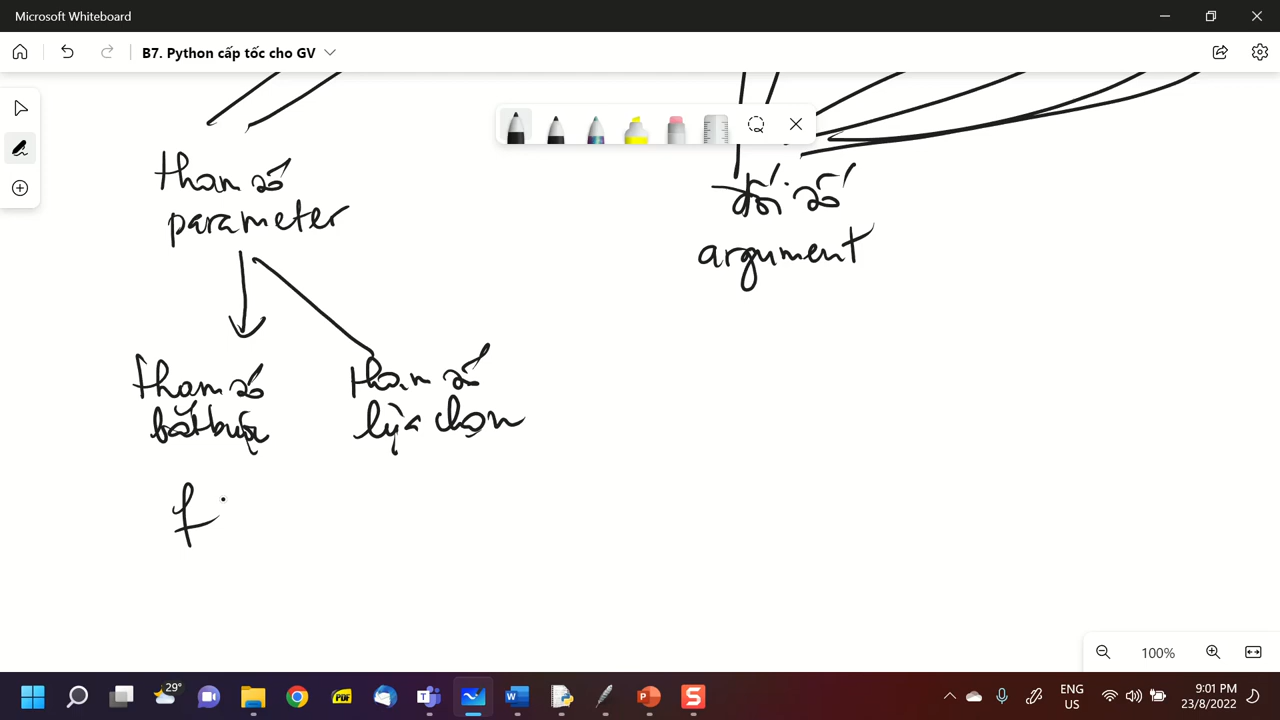 Microsoft Whiteboard
B7. Python cấp tốc cho GV
tham số
parameter
đối số
argument
tham số
bắt buộc
tham số
lựa chọn
f
PDF
29°
100%
ENG
US
9:01 PM
23/8/2022